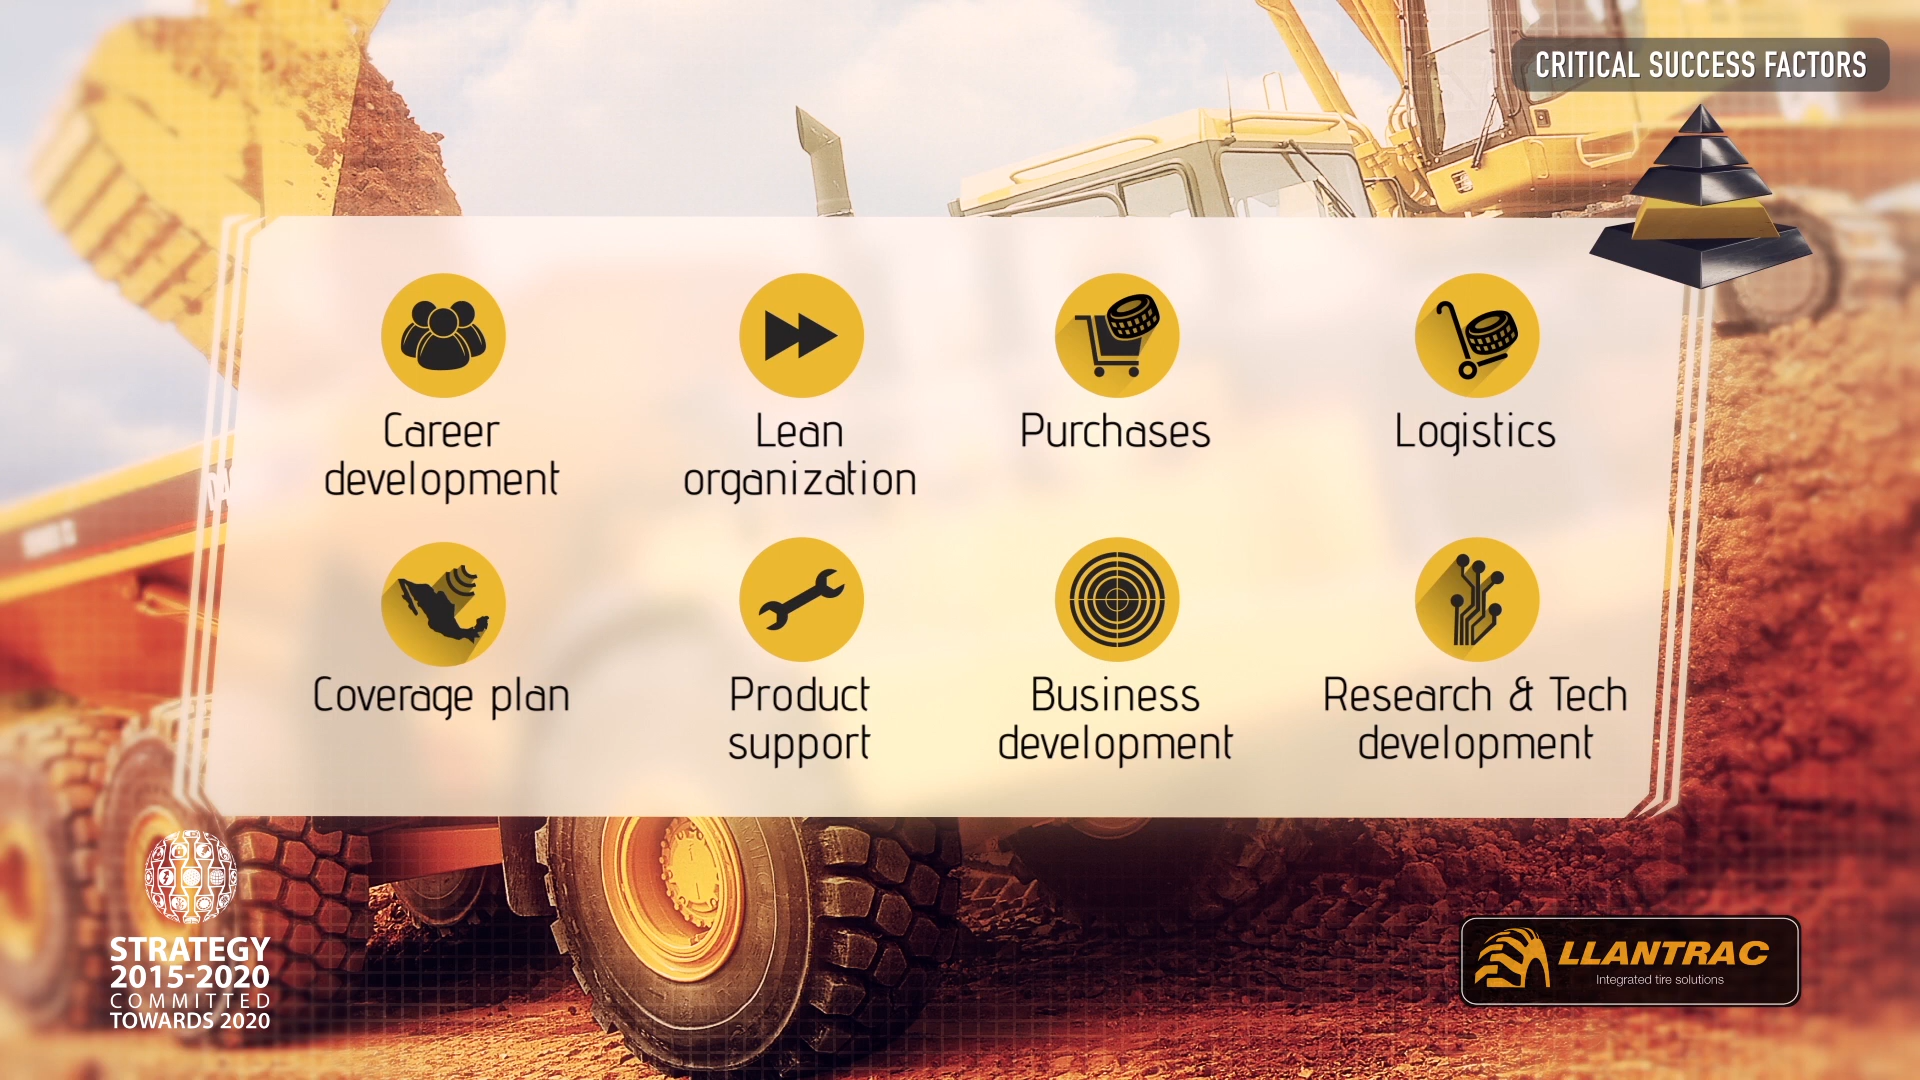 CRITICAL SUCCESS FACTORS
Career
development
Lean
organization
Purchases
Logistics
Coverage plan
Product
support
Business
development
Research & Tech
development
STRATEGY
2015-2020
COMMITTED
TOWARDS 2020
LLANTRAC
Integrated tire solutions